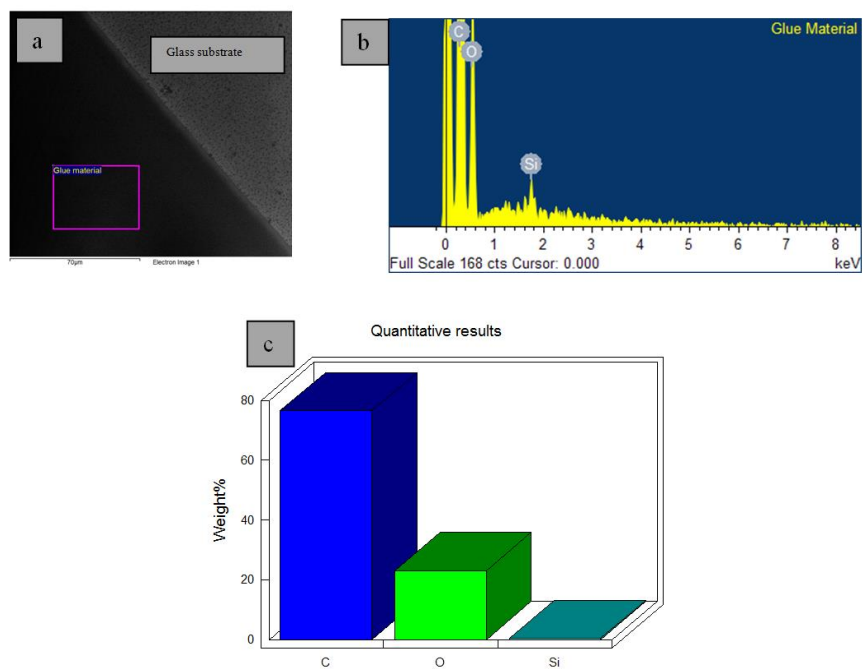 a
Glass substrate
Glue material
70µm
Electron Image 1
b
Glue Material
C
O
Si
0 1 2 3 4 5 6 7 8
Full Scale 168 cts Cursor: 0.000
keV
c
Quantitative results
Weight%
80
60
40
20
0
C O Si